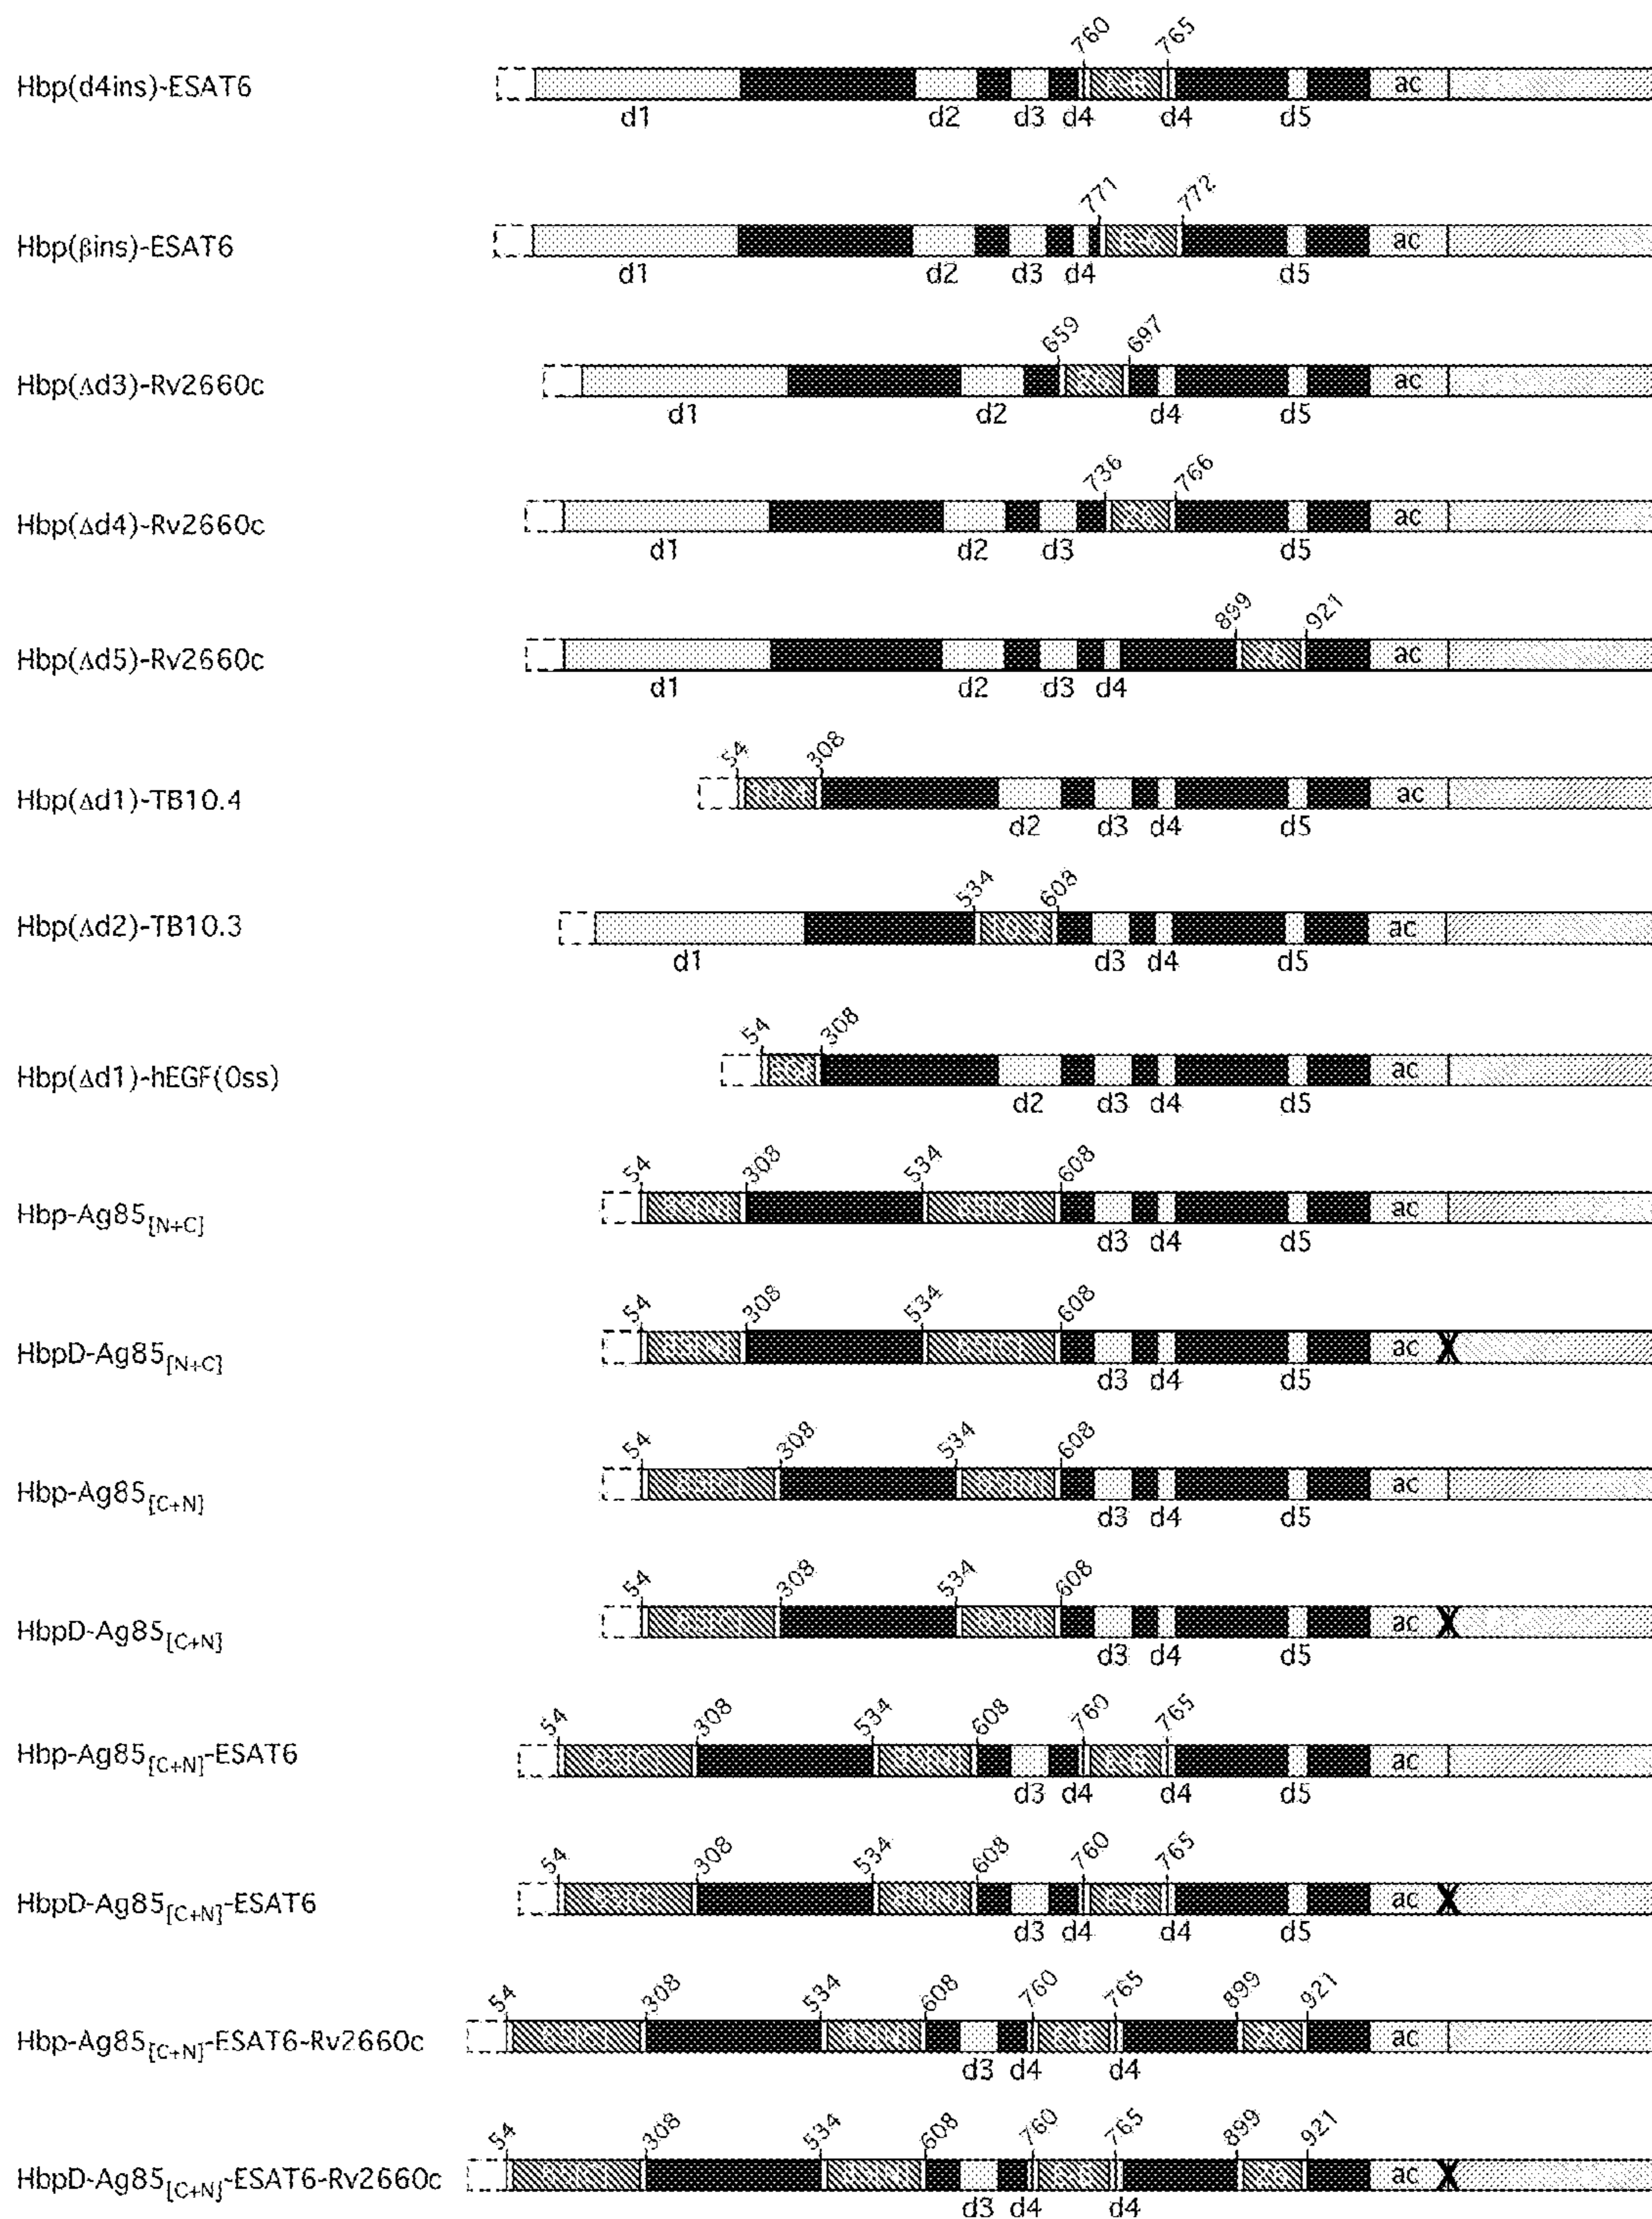 760 765
Hbp(d4ins)-ESAT6 ac
d1 d2 d3 d4 d4 d5
771 772
Hbp(βins)-ESAT6 ac
d1 d2 d3 d4 d5
659 697
Hbp(Δd3)-Rv2660c ac
d1 d2 d4 d5
736 766
Hbp(Δd4)-Rv2660c ac
d1 d2 d3 d5
899 921
Hbp(Δd5)-Rv2660c ac
d1 d2 d3 d4
54 308
Hbp(Δd1)-TB10.4 ac
d2 d3 d4 d5
534 608
Hbp(Δd2)-TB10.3 ac
d1 d3 d4 d5
54 308
Hbp(Δd1)-hEGF(0ss) ac
d2 d3 d4 d5
54 308 534 608
Hbp-Ag85[N+C] ac
d3 d4 d5
54 308 534 608
HbpD-Ag85[N+C] ac X
d3 d4 d5
54 308 534 608
Hbp-Ag85[C+N] ac
d3 d4 d5
54 308 534 608
HbpD-Ag85[C+N] ac X
d3 d4 d5
54 308 534 608 760 765
Hbp-Ag85[C+N]-ESAT6 ac
d3 d4 d4 d5
54 308 534 608 760 765
HbpD-Ag85[C+N]-ESAT6 ac X
d3 d4 d4 d5
54 308 534 608 760 765 899 921
Hbp-Ag85[C+N]-ESAT6-Rv2660c ac
d3 d4 d4
54 308 534 608 760 765 899 921
HbpD-Ag85[C+N]-ESAT6-Rv2660c ac X
d3 d4 d4